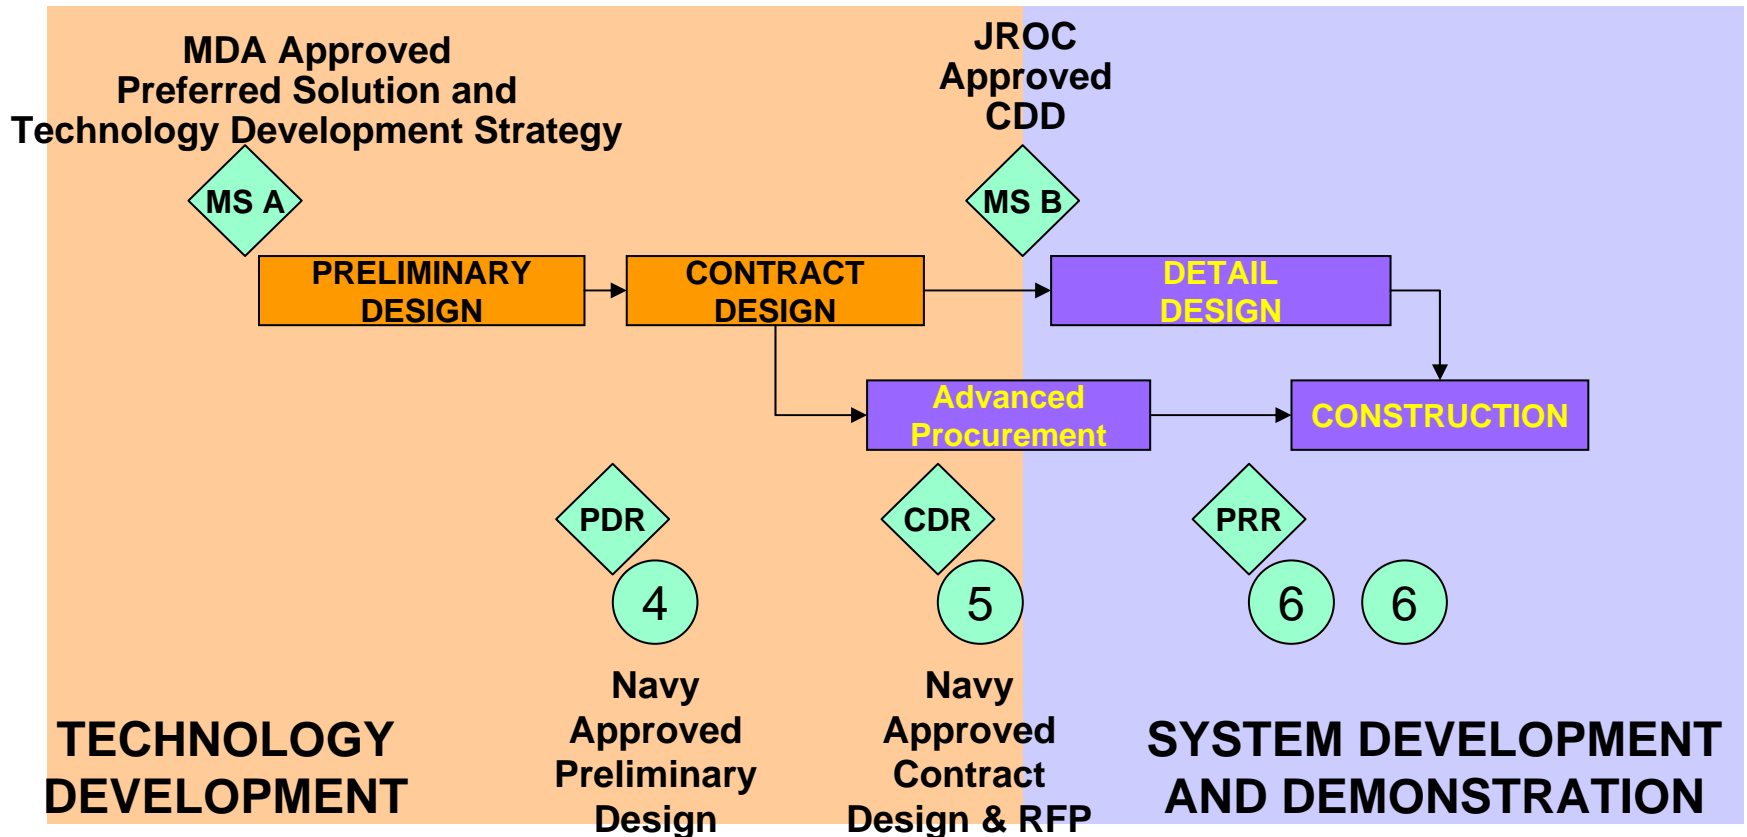 MDA Approved
Preferred Solution and
Technology Development Strategy
JROC
Approved
CDD
MS A
MS B
PRELIMINARY
DESIGN
CONTRACT
DESIGN
DETAIL
DESIGN
Advanced
Procurement
CONSTRUCTION
PDR
CDR
PRR
4
5
6
6
Navy
Approved
Preliminary
Design
Navy
Approved
Contract
Design & RFP
TECHNOLOGY
DEVELOPMENT
SYSTEM DEVELOPMENT
AND DEMONSTRATION